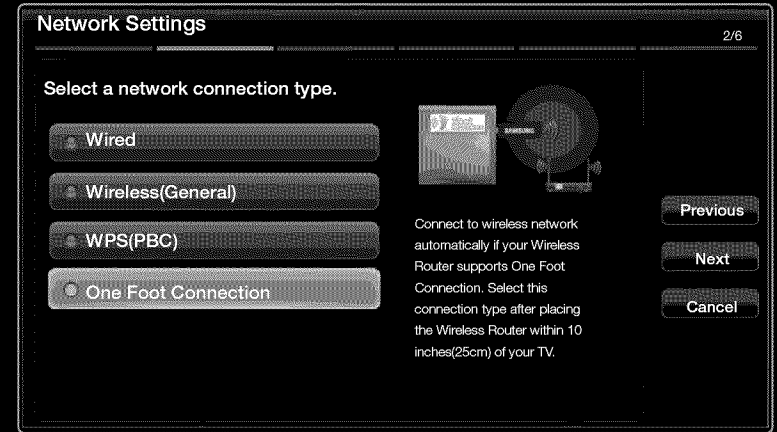 Network Settings
2/6
Select a network connection type.
Wired
Wireless(General)
WPS(PBC)
One Foot Connection
SAMSUNG
Connect to wireless network
automatically if your Wireless
Router supports One Foot
Connection. Select this
connection type after placing
the Wireless Router within 10
inches(25cm) of your TV.
Previous
Next
Cancel